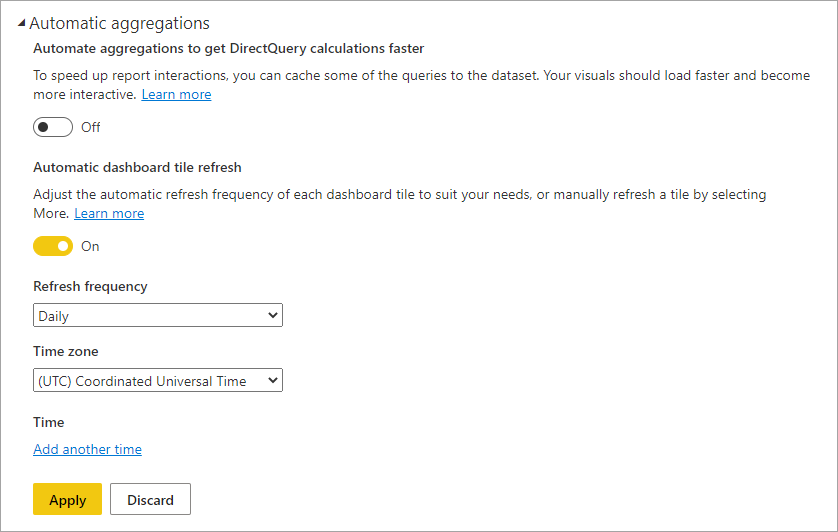 Automatic aggregations
Automate aggregations to get DirectQuery calculations faster
To speed up report interactions, you can cache some of the queries to the dataset. Your visuals should load faster and become
more interactive. Learn more
Off
Automatic dashboard tile refresh
Adjust the automatic refresh frequency of each dashboard tile to suit your needs, or manually refresh a tile by selecting
More. Learn more
On
Refresh frequency
Daily
Time zone
(UTC) Coordinated Universal Time
Time
Add another time
Apply Discard